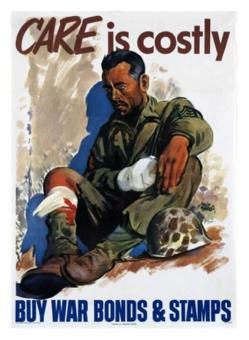 CARE is costly
BUY WAR BONDS & STAMPS